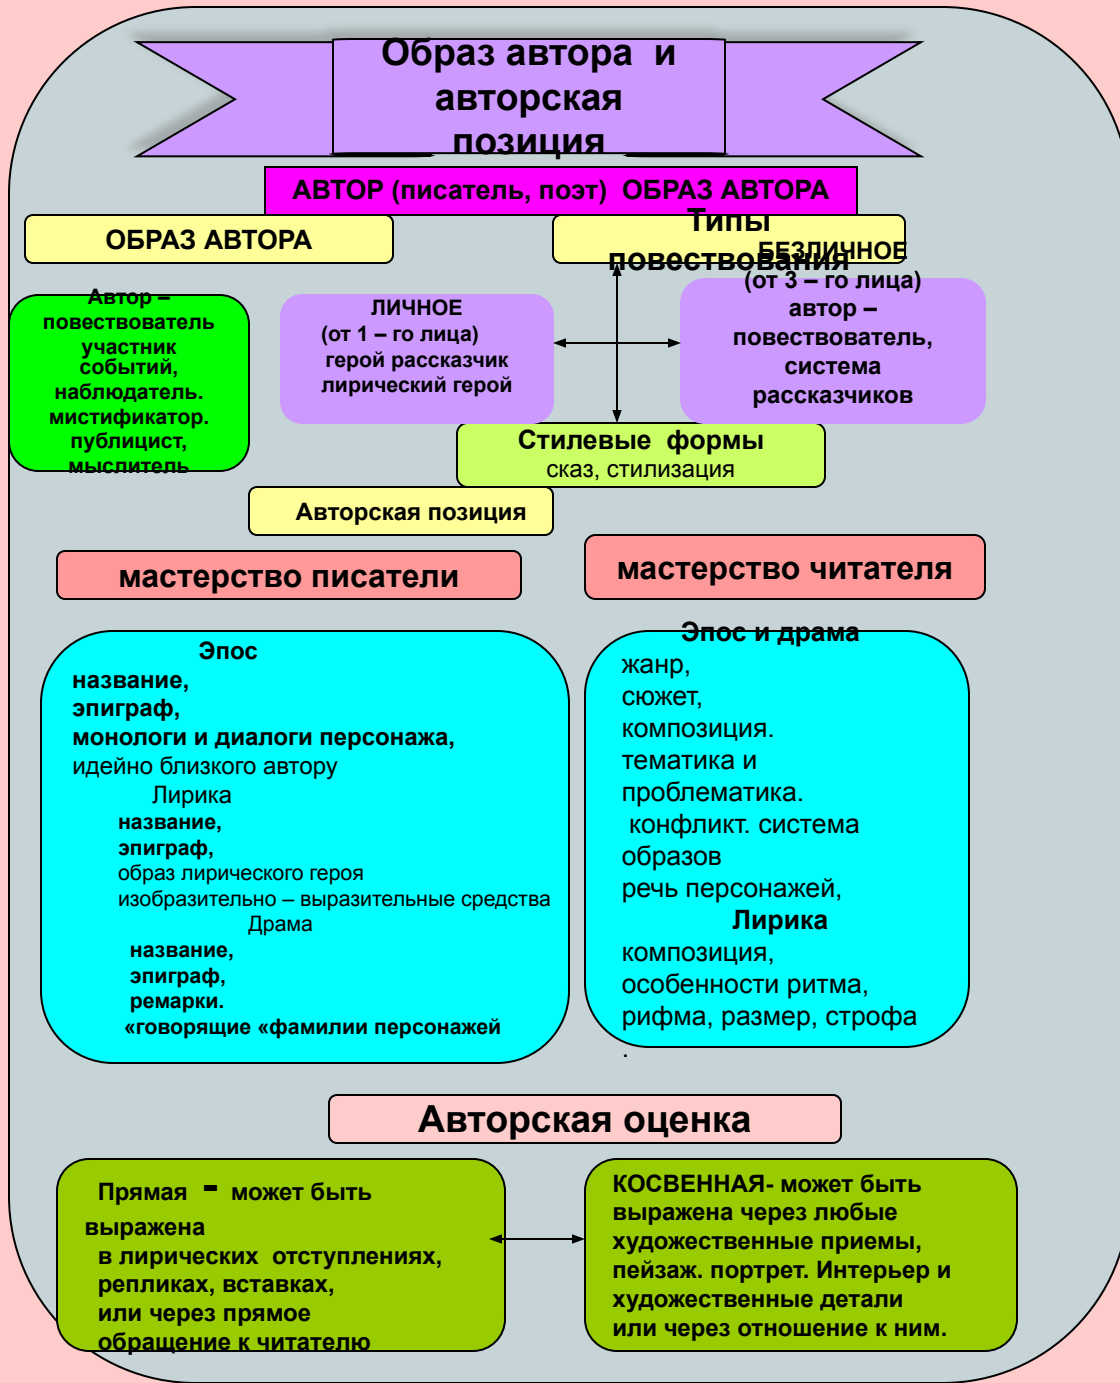 Образ автора и
авторская
позиция
АВТОР (писатель, поэт) ОБРАЗ АВТОРА
ОБРАЗ АВТОРА
Типы
повествования
Автор –
повествователь
участник
событий,
наблюдатель.
мистификатор.
публицист,
мыслитель
ЛИЧНОЕ
(от 1 – го лица)
герой рассказчик
лирический герой
БЕЗЛИЧНОЕ
(от 3 – го лица)
автор –
повествователь,
система
рассказчиков
Стилевые формы
сказ, стилизация
Авторская позиция
мастерство писатели
мастерство читателя
Эпос
название,
эпиграф,
монологи и диалоги персонажа,
идейно близкого автору
Лирика
название,
эпиграф,
образ лирического героя
изобразительно – выразительные средства
Драма
название,
эпиграф,
ремарки.
«говорящие «фамилии персонажей
Эпос и драма
жанр,
сюжет,
композиция.
тематика и
проблематика.
конфликт. система
образов
речь персонажей,
Лирика
композиция,
особенности ритма,
рифма, размер, строфа
.
Авторская оценка
Прямая - может быть
выражена
в лирических отступлениях,
репликах, вставках,
или через прямое
обращение к читателю
КОСВЕННАЯ- может быть
выражена через любые
художественные приемы,
пейзаж. портрет. Интерьер и
художественные детали
или через отношение к ним.